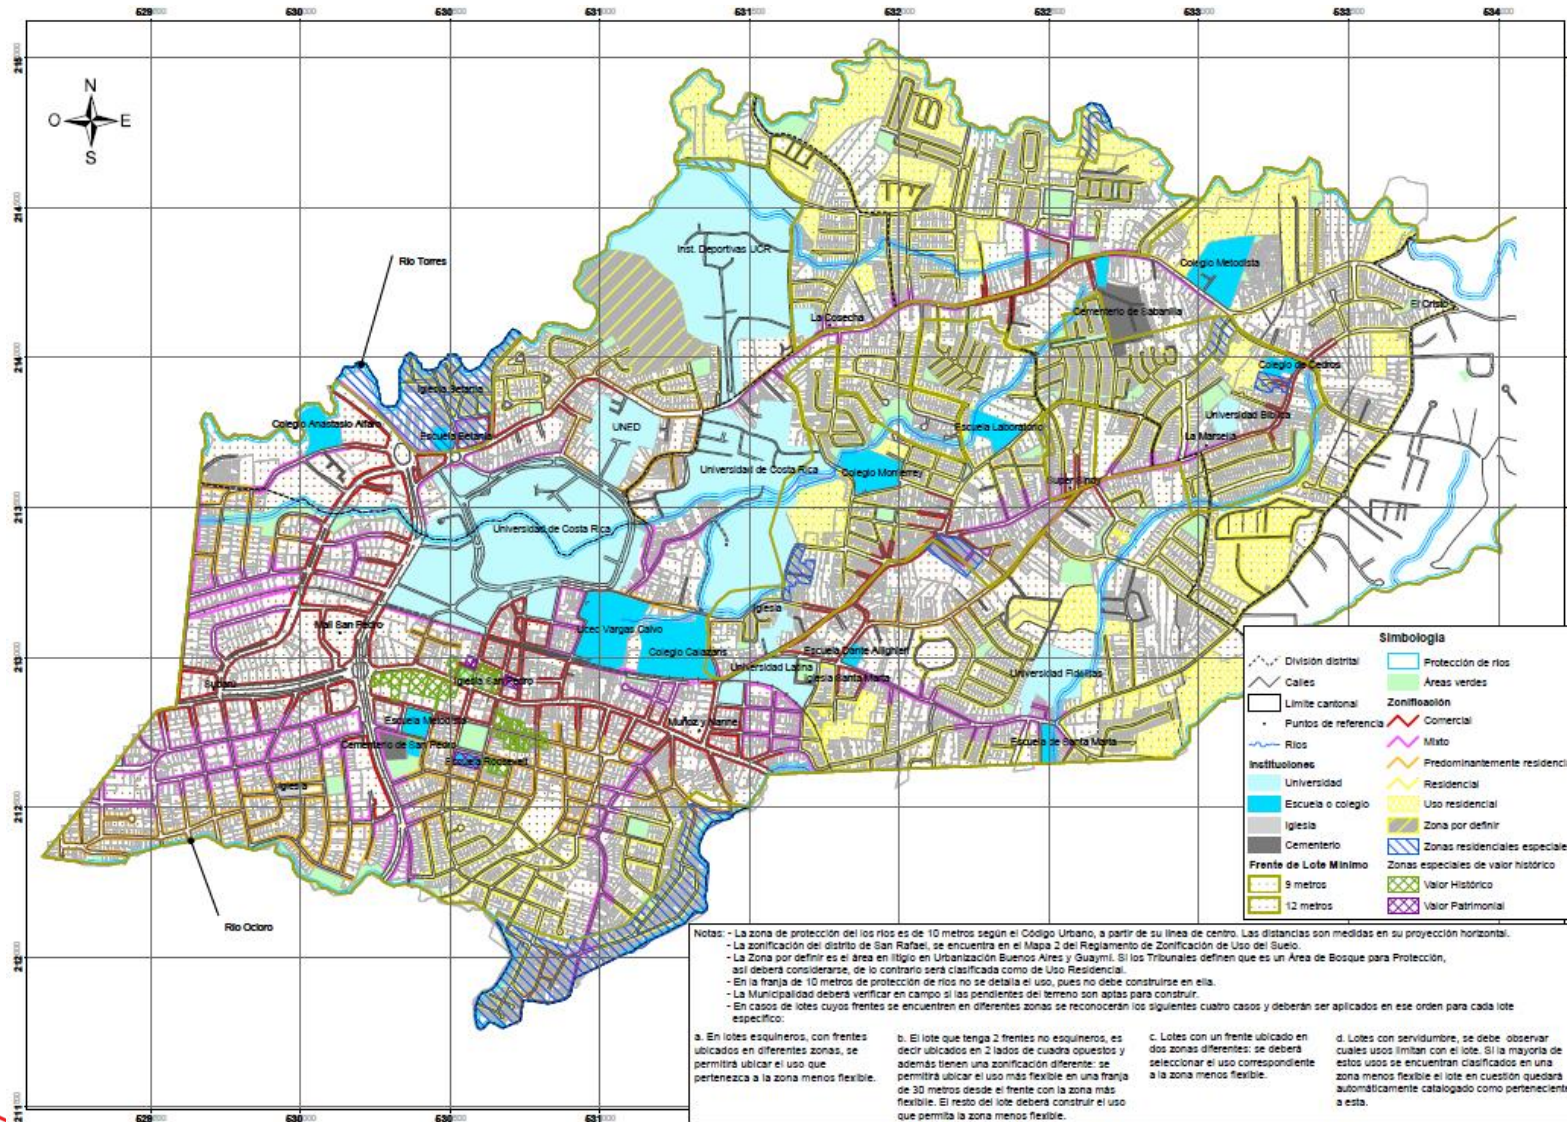 N
O E
S
Río Torres
Inst. Deportivas UCR
La Cosecha
Colegio Metodista
Cementerio de Sabanilla
El Cristo
Iglesia Betania
Colegio Anastasio Alfaro
Escuela Betania
UNED
Universidad de Costa Rica
Colegio Monterrey
Escuela Laboratorio
Colegio de Cedros
Universidad Bíblica
La Marsella
Super Sindy
Universidad de Costa Rica
Mall San Pedro
Liceo Vargas Calvo
Colegio Calazans
Iglesia
Escuela Dante Allighieri
Universidad Latina
Iglesia Santa Marta
Universidad Fidélitas
Subaru
Iglesia San Pedro
Escuela Metodista
Muñoz y Nanne
Cementerio de San Pedro
Escuela Roosevelt
Escuela de Santa Marta
Iglesia
Río Ocloro
Simbología
División distrital
Calles
Límite cantonal
Puntos de referencia
Ríos
Instituciones
Universidad
Escuela o colegio
Iglesia
Cementerio
Frente de Lote Mínimo
9 metros
12 metros
Protección de ríos
Áreas verdes
Zonificación
Comercial
Mixto
Predominantemente residenci
Residencial
Uso residencial
Zona por definir
Zonas residenciales especiale
Zonas especiales de valor histórico
Valor Histórico
Valor Patrimonial
Notas: - La zona de protección del los ríos es de 10 metros según el Código Urbano, a partir de su línea de centro. Las distancias son medidas en su proyección horizontal.
- La zonificación del distrito de San Rafael, se encuentra en el Mapa 2 del Reglamento de Zonificación de Uso del Suelo.
- La Zona por definir es el área en litigio en Urbanización Buenos Aires y Guaymí. Si los Tribunales definen que es un Área de Bosque para Protección,
así deberá considerarse, de lo contrario será clasificada como de Uso Residencial.
- En la franja de 10 metros de protección de ríos no se detalla el uso, pues no debe construirse en ella.
- La Municipalidad deberá verificar en campo si las pendientes del terreno son aptas para construir.
- En casos de lotes cuyos frentes se encuentren en diferentes zonas se reconocerán los siguientes cuatro casos y deberán ser aplicados en ese orden para cada lote
específico:
a. En lotes esquineros, con frentes
ubicados en diferentes zonas, se
permitirá ubicar el uso que
pertenezca a la zona menos flexible.
b. El lote que tenga 2 frentes no esquineros, es
decir ubicados en 2 lados de cuadra opuestos y
además tienen una zonificación diferente: se
permitirá ubicar el uso más flexible en una franja
de 30 metros desde el frente con la zona más
flexible. El resto del lote deberá construir el uso
que permita la zona menos flexible.
c. Lotes con un frente ubicado en
dos zonas diferentes: se deberá
seleccionar el uso correspondiente
a la zona menos flexible.
d. Lotes con servidumbre, se debe observar
cuales usos limitan con el lote. Si la mayoría de
estos usos se encuentran clasificados en una
zona menos flexible el lote en cuestión quedará
automáticamente catalogado como perteneciente
a esta.